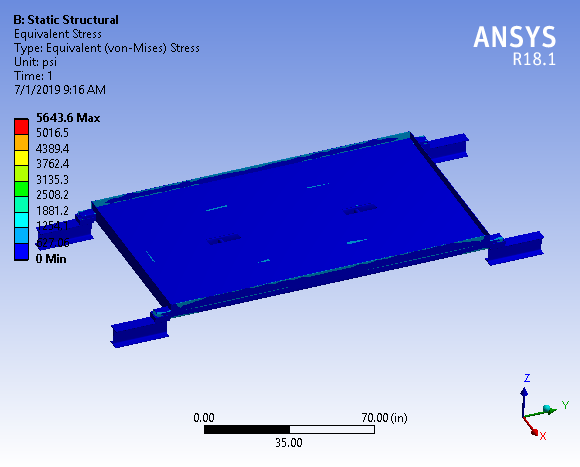 B: Static Structural
Equivalent Stress
Type: Equivalent (von-Mises) Stress
Unit: psi
Time: 1
7/1/2019 9:16 AM
ANSYS
R18.1
5643.6 Max
5016.5
4389.4
3762.4
3135.3
2508.2
1881.2
1254.1
0 Min
0.00
70.00 (in)
35.00
Z
Y
X